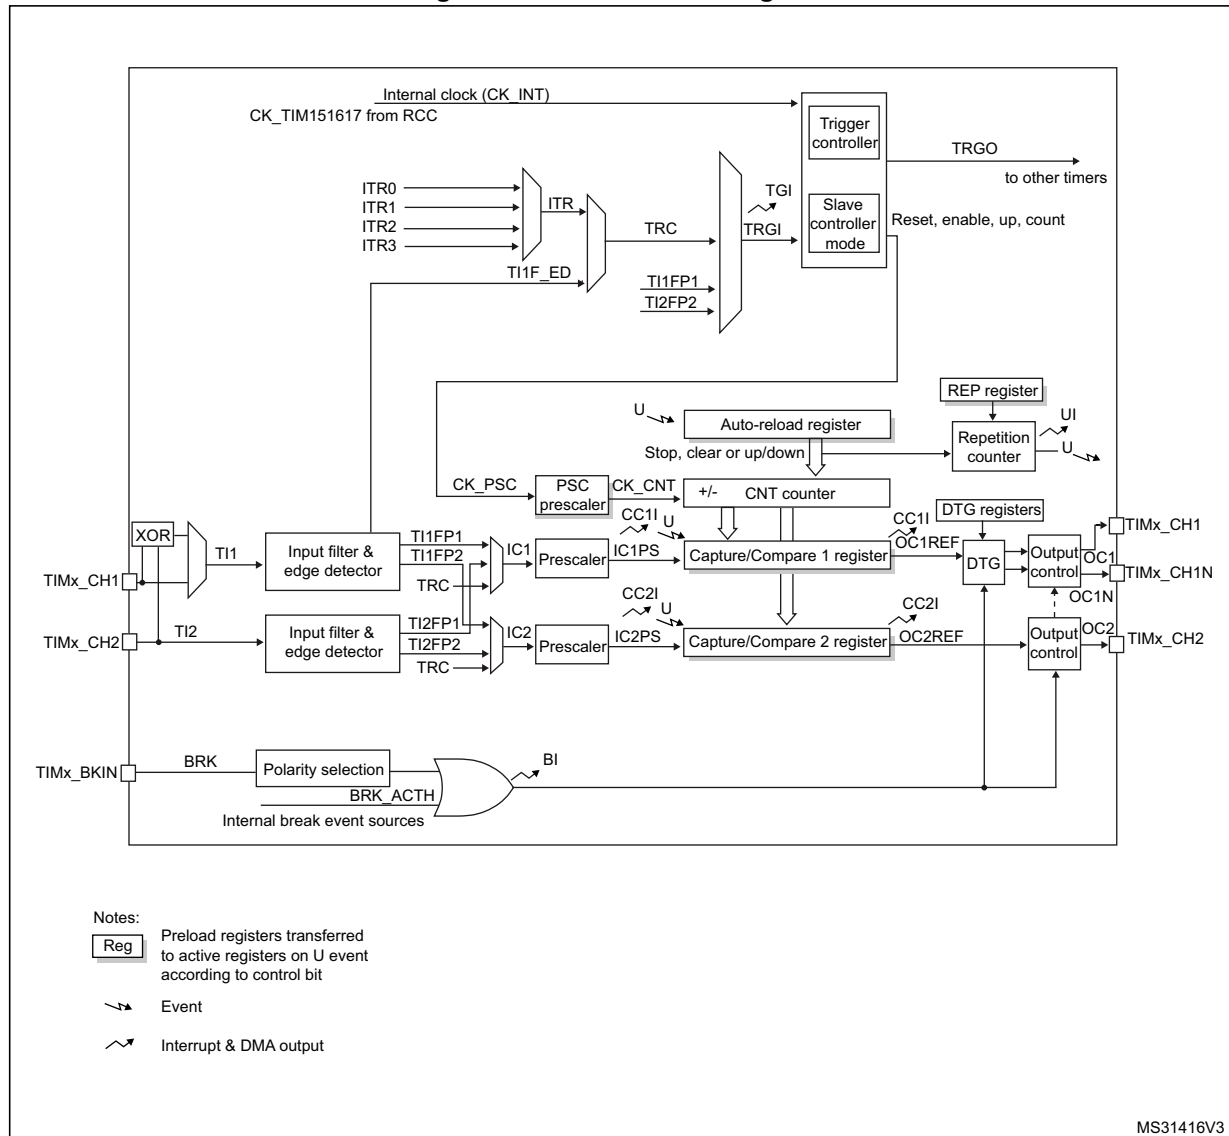 Internal clock (CK_INT)
CK_TIM151617 from RCC
Trigger
controller
TRGO
to other timers
ITR0
ITR1
ITR2
ITR3
ITR
TRC
TI1F_ED
TI1FP1
TI2FP2
TGI
TRGI
Slave
controller
mode
Reset, enable, up, count
REP register
U
Auto-reload register
Repetition
counter
UI
U
Stop, clear or up/down
CK_PSC
PSC
prescaler
CK_CNT
+/-
CNT counter
DTG registers
XOR
TI1
Input filter &
edge detector
TI1FP1
TI1FP2
TRC
IC1
Prescaler
IC1PS
CC1I
U
Capture/Compare 1 register
CC1I
OC1REF
DTG
Output
control
OC1
OC1N
TIMx_CH1
TIMx_CH1N
TIMx_CH1
TIMx_CH2
TI2
Input filter &
edge detector
TI2FP1
TI2FP2
TRC
IC2
Prescaler
IC2PS
CC2I
U
Capture/Compare 2 register
CC2I
OC2REF
Output
control
OC2
TIMx_CH2
TIMx_BKIN
BRK
Polarity selection
BRK_ACTH
Internal break event sources
BI
Notes:
Reg
Preload registers transferred
to active registers on U event
according to control bit
Event
Interrupt & DMA output
MS31416V3